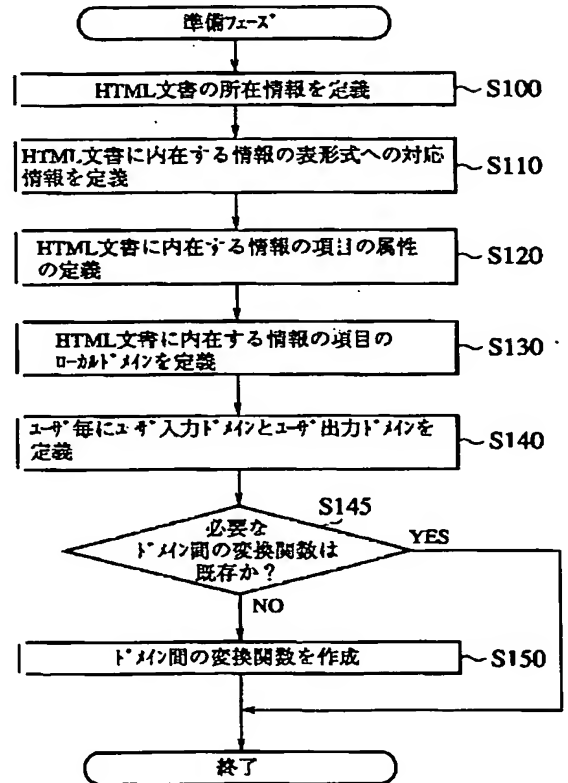 準備フェーズ
HTML文書の所在情報を定義
S100
HTML文書に内在する情報の表形式への対応
情報を定義
S110
HTML文書に内在する情報の項目の属性
の定義
S120
HTML文書に内在する情報の項目の
ローカルドメインを定義
S130
ユーザ毎にユーザ入力ドメインとユーザ出力ドメインを
定義
S140
S145
必要な
ドメイン間の変換関数は
既存か?
YES
NO
ドメイン間の変換関数を作成
S150
終了